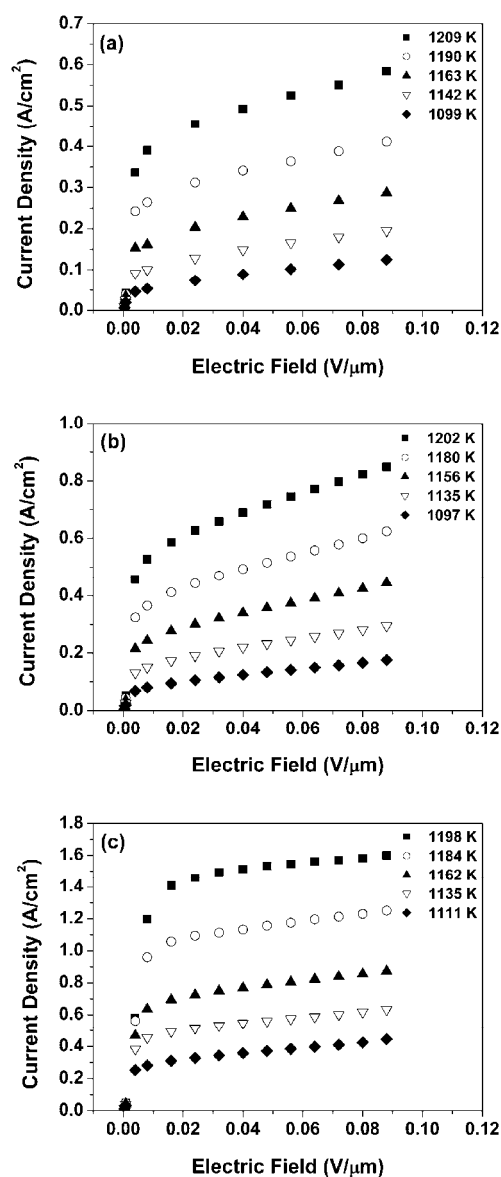 (a)
1209 K
1190 K
1163 K
1142 K
1099 K
Current Density (A/cm²)
0.7
0.6
0.5
0.4
0.3
0.2
0.1
0.0
0.00 0.02 0.04 0.06 0.08 0.10 0.12
Electric Field (V/μm)
(b)
1202 K
1180 K
1156 K
1135 K
1097 K
Current Density (A/cm²)
1.0
0.8
0.6
0.4
0.2
0.0
0.00 0.02 0.04 0.06 0.08 0.10 0.12
Electric Field (V/μm)
(c)
1198 K
1184 K
1162 K
1135 K
1111 K
Current Density (A/cm²)
1.8
1.6
1.4
1.2
1.0
0.8
0.6
0.4
0.2
0.0
0.00 0.02 0.04 0.06 0.08 0.10 0.12
Electric Field (V/μm)